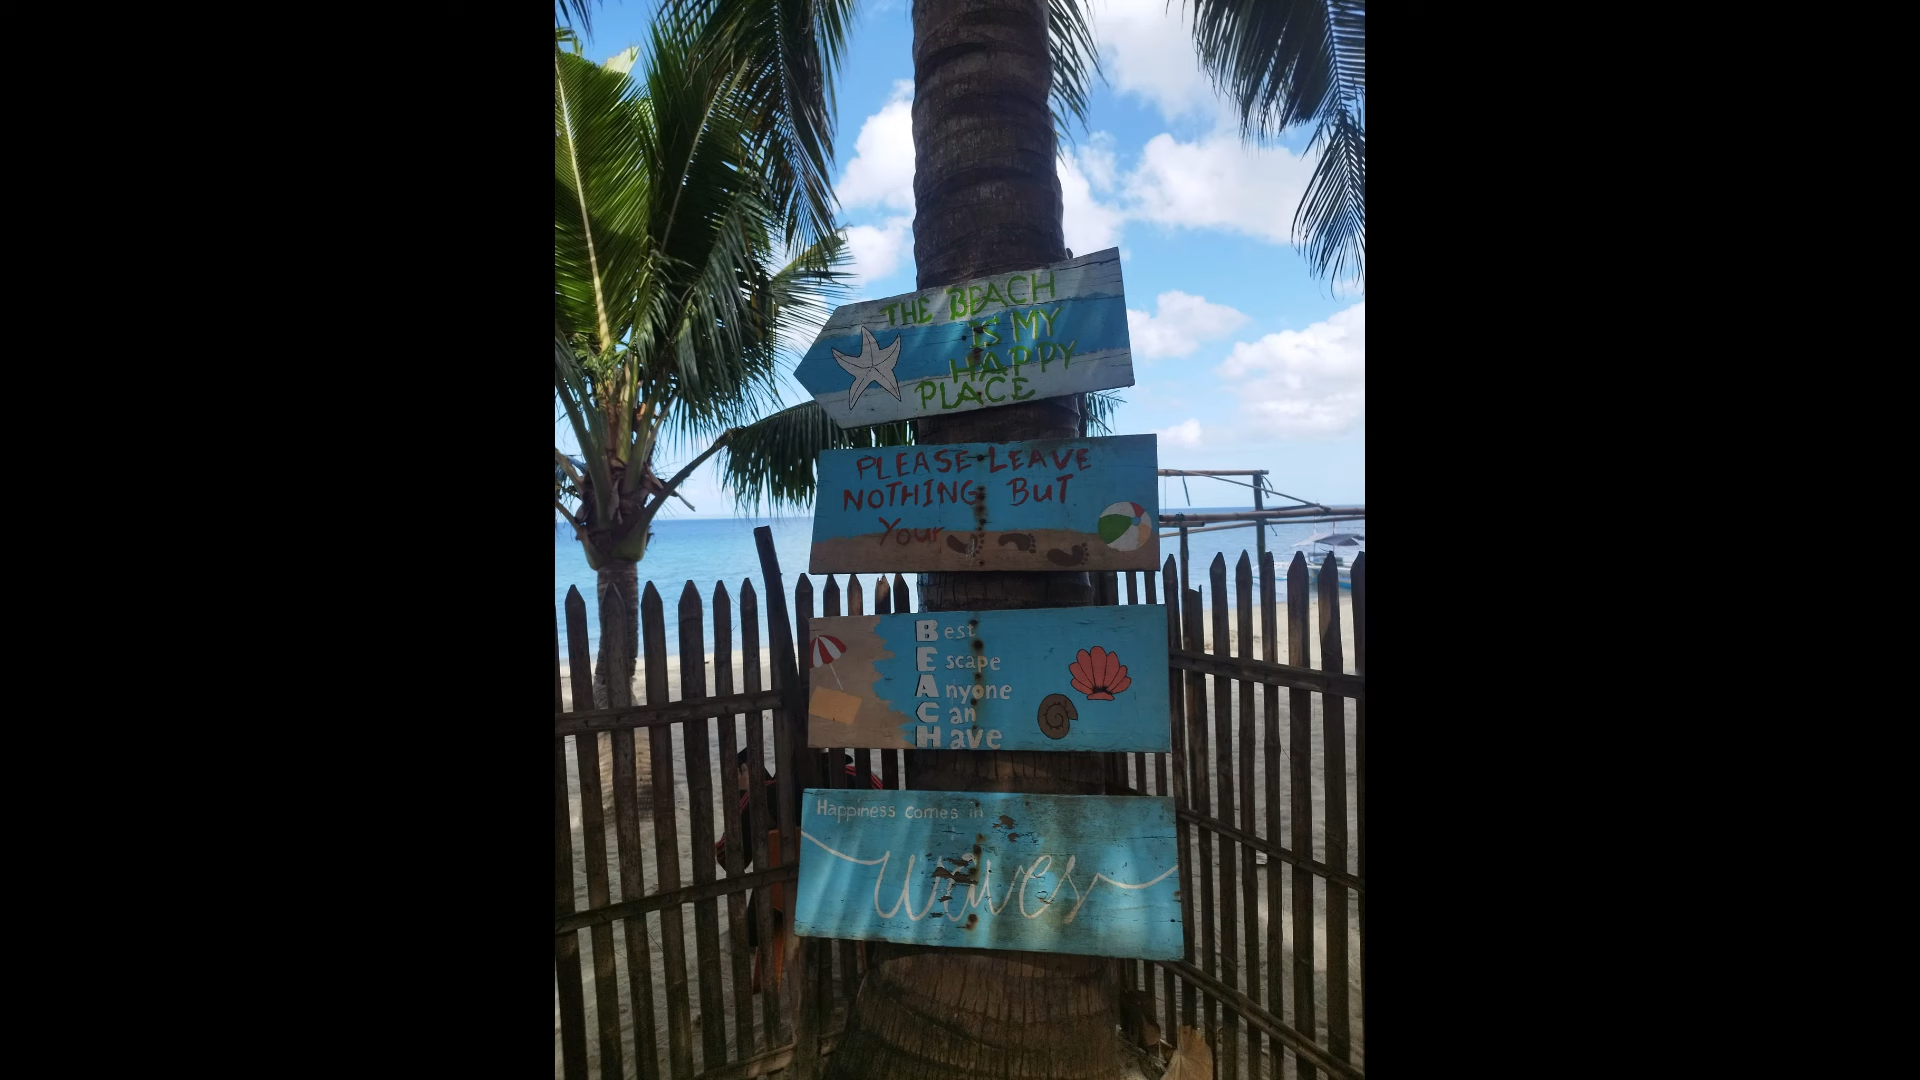 THE BEACH
IS MY
HAPPY
PLACE
PLEASE LEAVE
NOTHING BUT
Your
Best
Escape
Anyone
Can
Have
Happiness comes in
waves